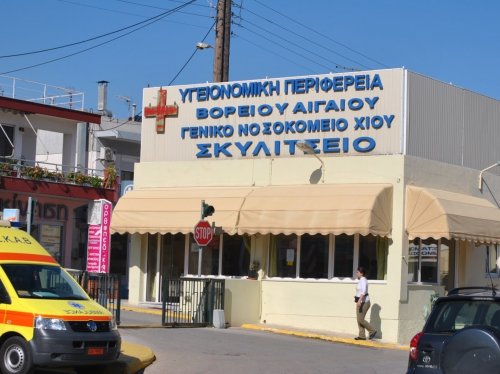 ΥΓΕΙΟΝΟΜΙΚΗ ΠΕΡΙΦΕΡΕΙΑ
ΒΟΡΕΙΟΥ ΑΙΓΑΙΟΥ
ΓΕΝΙΚΟ ΝΟΣΟΚΟΜΕΙΟ ΧΙΟΥ
ΣΚΥΛΙΤΣΕΙΟ
STOP
Κ.Α.Β